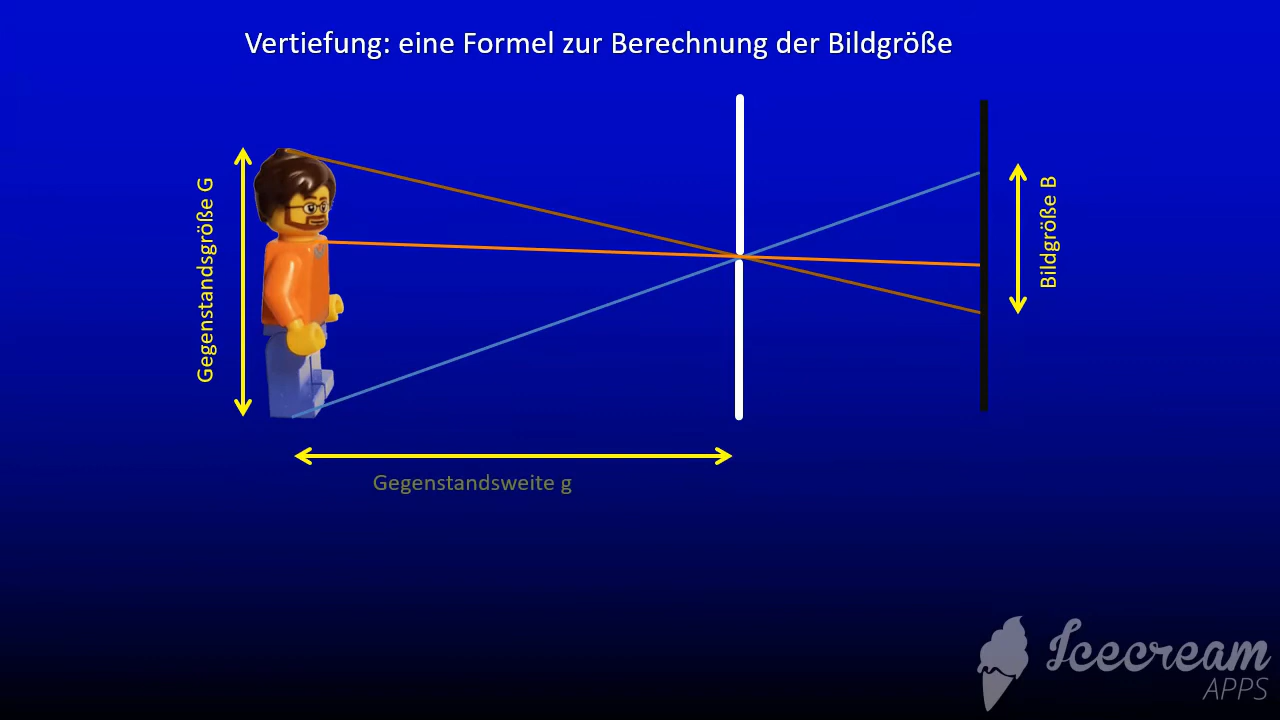 Vertiefung: eine Formel zur Berechnung der Bildgröße
Gegenstandsgröße G
Bildgröße B
Gegenstandsweite g
Icecream
APPS